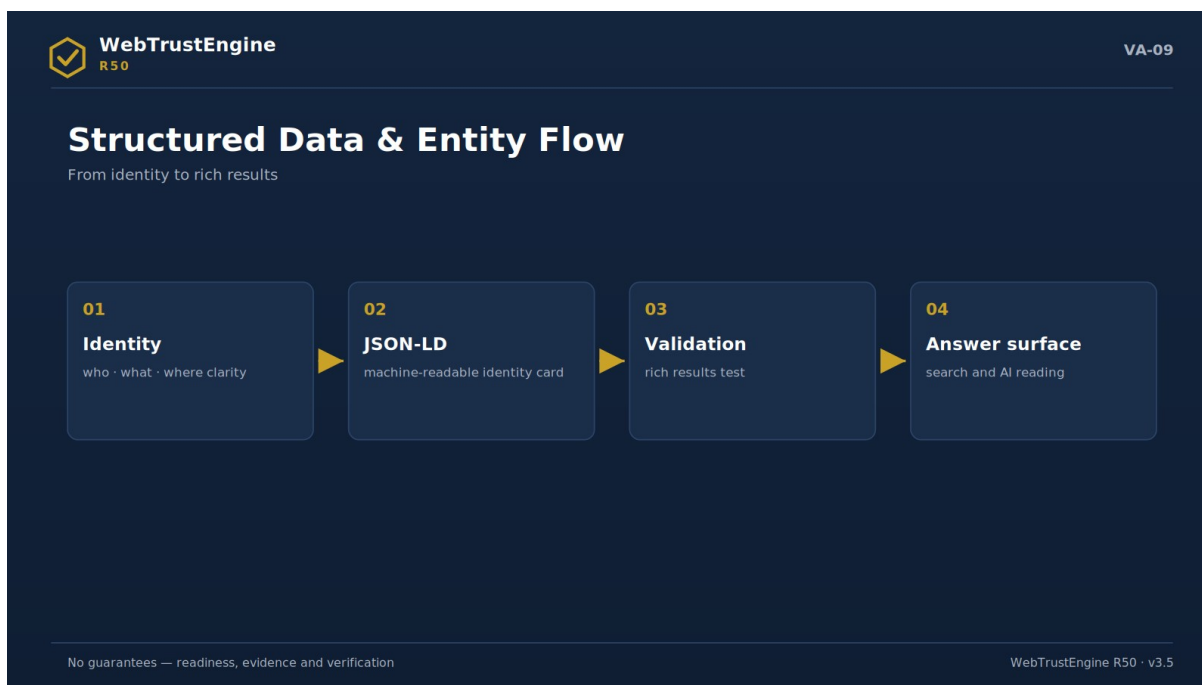 WebTrustEngine
R50
VA-09
Structured Data & Entity Flow
From identity to rich results
01
Identity
who · what · where clarity
02
JSON-LD
machine-readable identity card
03
Validation
rich results test
04
Answer surface
search and AI reading
No guarantees — readiness, evidence and verification
WebTrustEngine R50 · v3.5